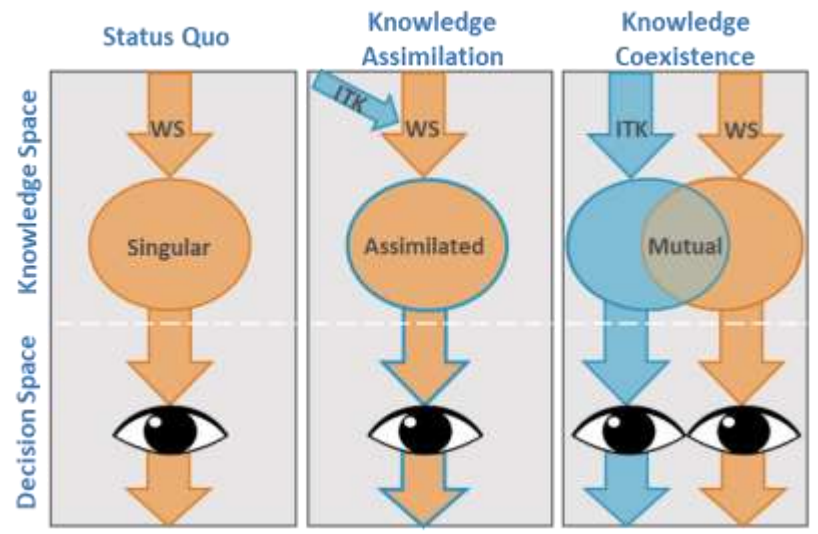 Status Quo
Knowledge
Assimilation
Knowledge
Coexistence
Knowledge Space
WS
ITK
WS
ITK
WS
Singular
Assimilated
Mutual
Decision Space